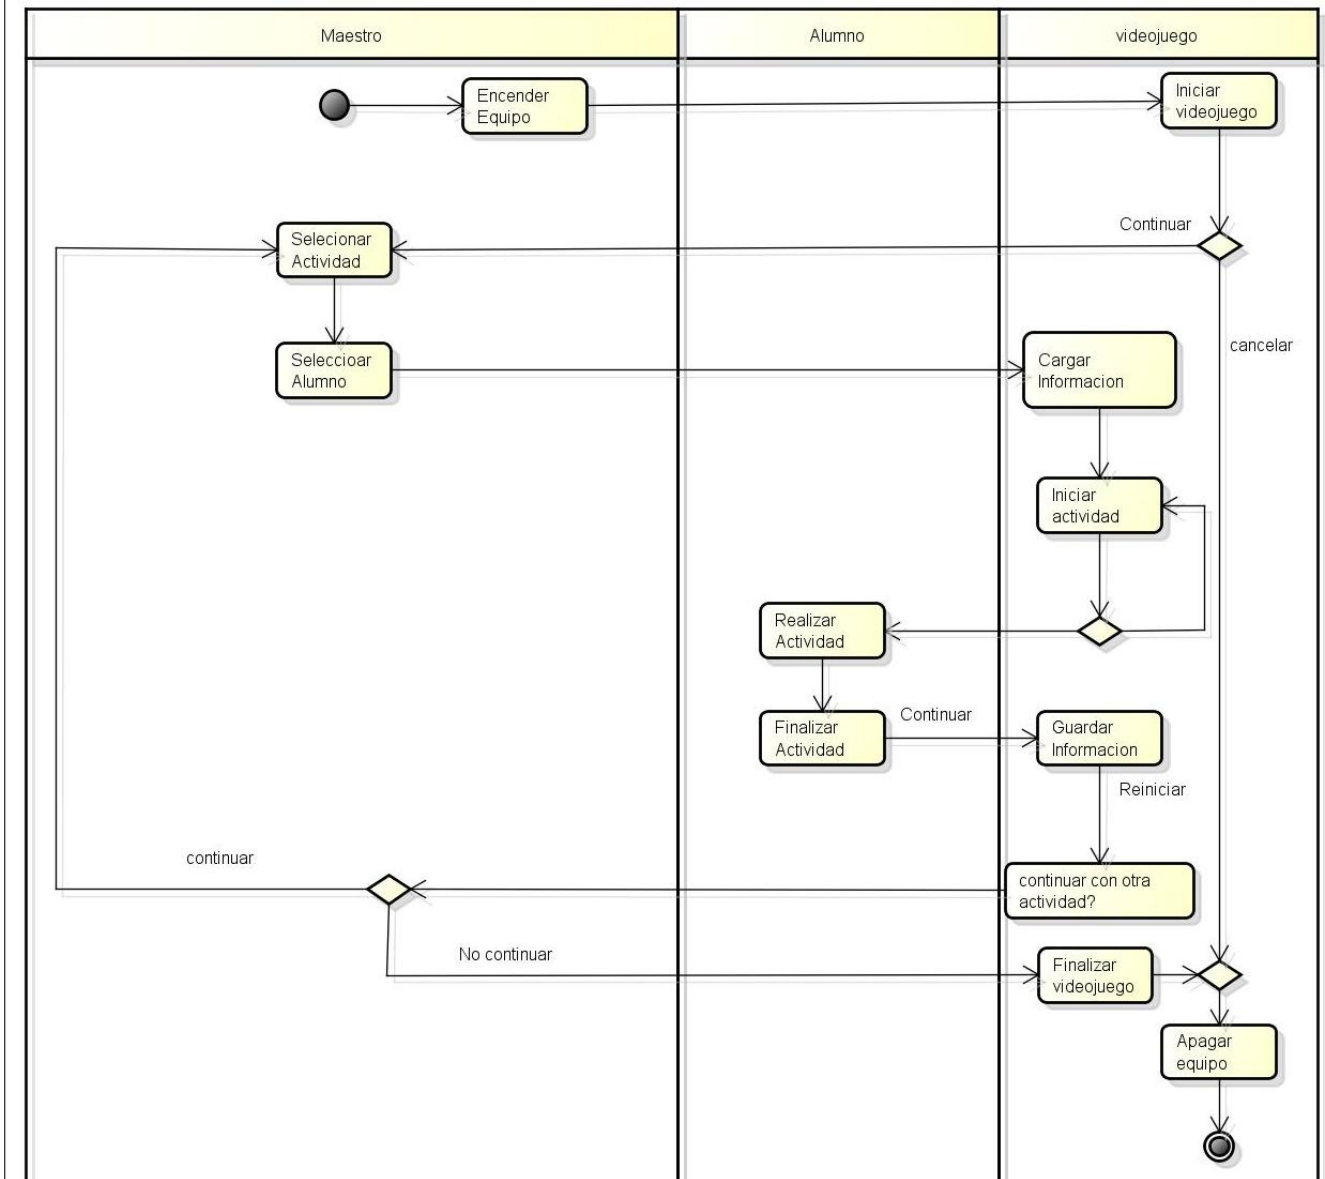 Maestro
Alumno
videojuego
Encender
Equipo
Iniciar
videojuego
Continuar
Selecionar
Actividad
cancelar
Seleccioar
Alumno
Cargar
Informacion
Iniciar
actividad
Realizar
Actividad
Finalizar
Actividad
Continuar
Guardar
Informacion
Reiniciar
continuar
continuar con otra
actividad?
No continuar
Finalizar
videojuego
Apagar
equipo